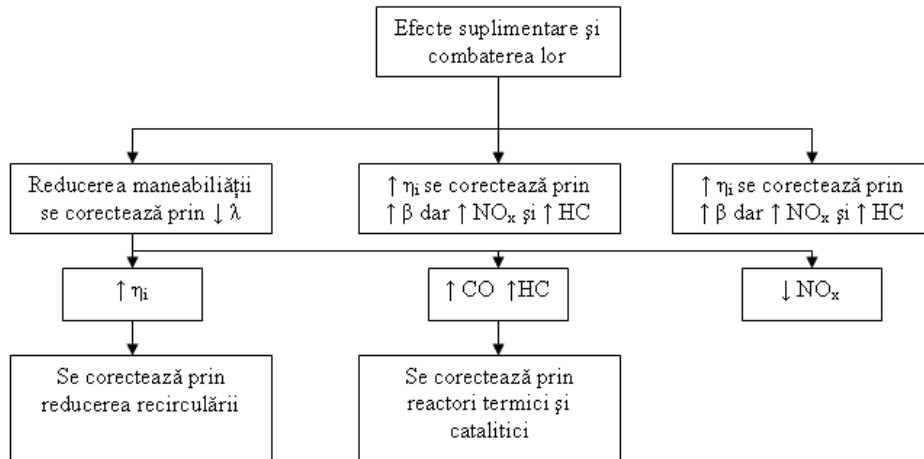 Efecte suplimentare şi
combaterea lor
Reducerea maneabiliății
se corectează prin ↓ λ
↑ ηi se corectează prin
↑ β dar ↑ NOx şi ↑ HC
↑ ηi se corectează prin
↑ β dar ↑ NOx şi ↑ HC
↑ ηi
↑ CO ↑HC
↓ NOx
Se corectează prin
reducerea recirculării
Se corectează prin
reactori termici şi
catalitici